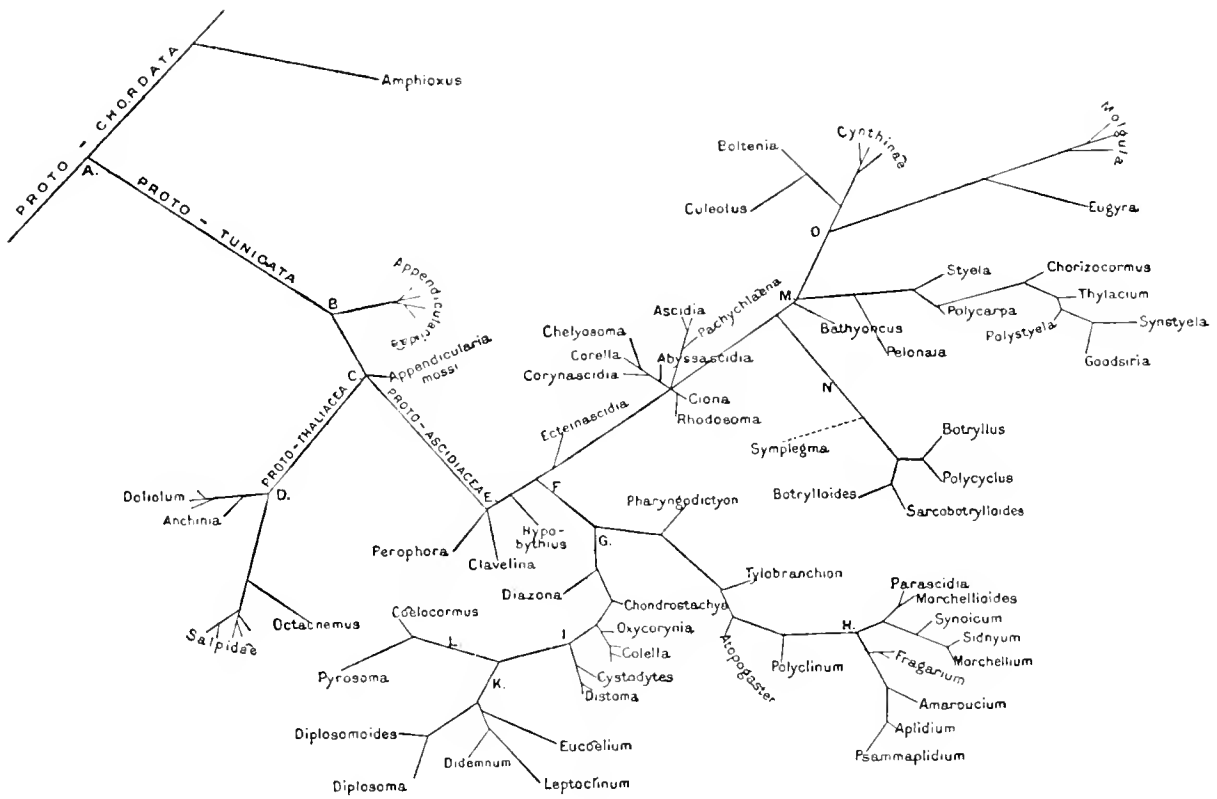 PROTO - CHORDATA
Amphioxus
A.
PROTO - TUNICATA
B
Appendiculariidae
C.
Appendicularia
mossi
PROTO-THALIACEA
PROTO-ASCIDIACEAE
D.
Doliolum
Anchinia
Octacnemus
Salpidae
E.
Perophora
Clavelina
Hypo-
bythius
F
Ecteinascidia
Chelyosoma
Corella
Corynascidia
Ascidia
Pachychlaena
Abyssascidia
Ciona
Rhodosoma
M.
Boltenia
Culeolus
Cynthinae
O
Molgula
Eugyra
Bathyoncus
Pelonaia
Styela
Polycarpa
Chorizocormus
Thylacium
Polystyela
Synstyela
Goodsiria
N
Symplegma
Botryllus
Polycyclus
Botrylloides
Sarcobotrylloides
G.
Pharyngodictyon
Tylobranchion
Atopogaster
Polyclinum
H.
Parascidia
Morchellioides
Synoicum
Sidnyum
Morchellium
Fragarium
Amaroucium
Aplidium
Psammaplidium
Diazona
Chondrostachys
Oxycorynia
Colella
I
Cystodytes
Distoma
Coelocormus
L
Pyrosoma
K.
Diplosomoides
Diplosoma
Didemnum
Eucoelium
Leptoclinum